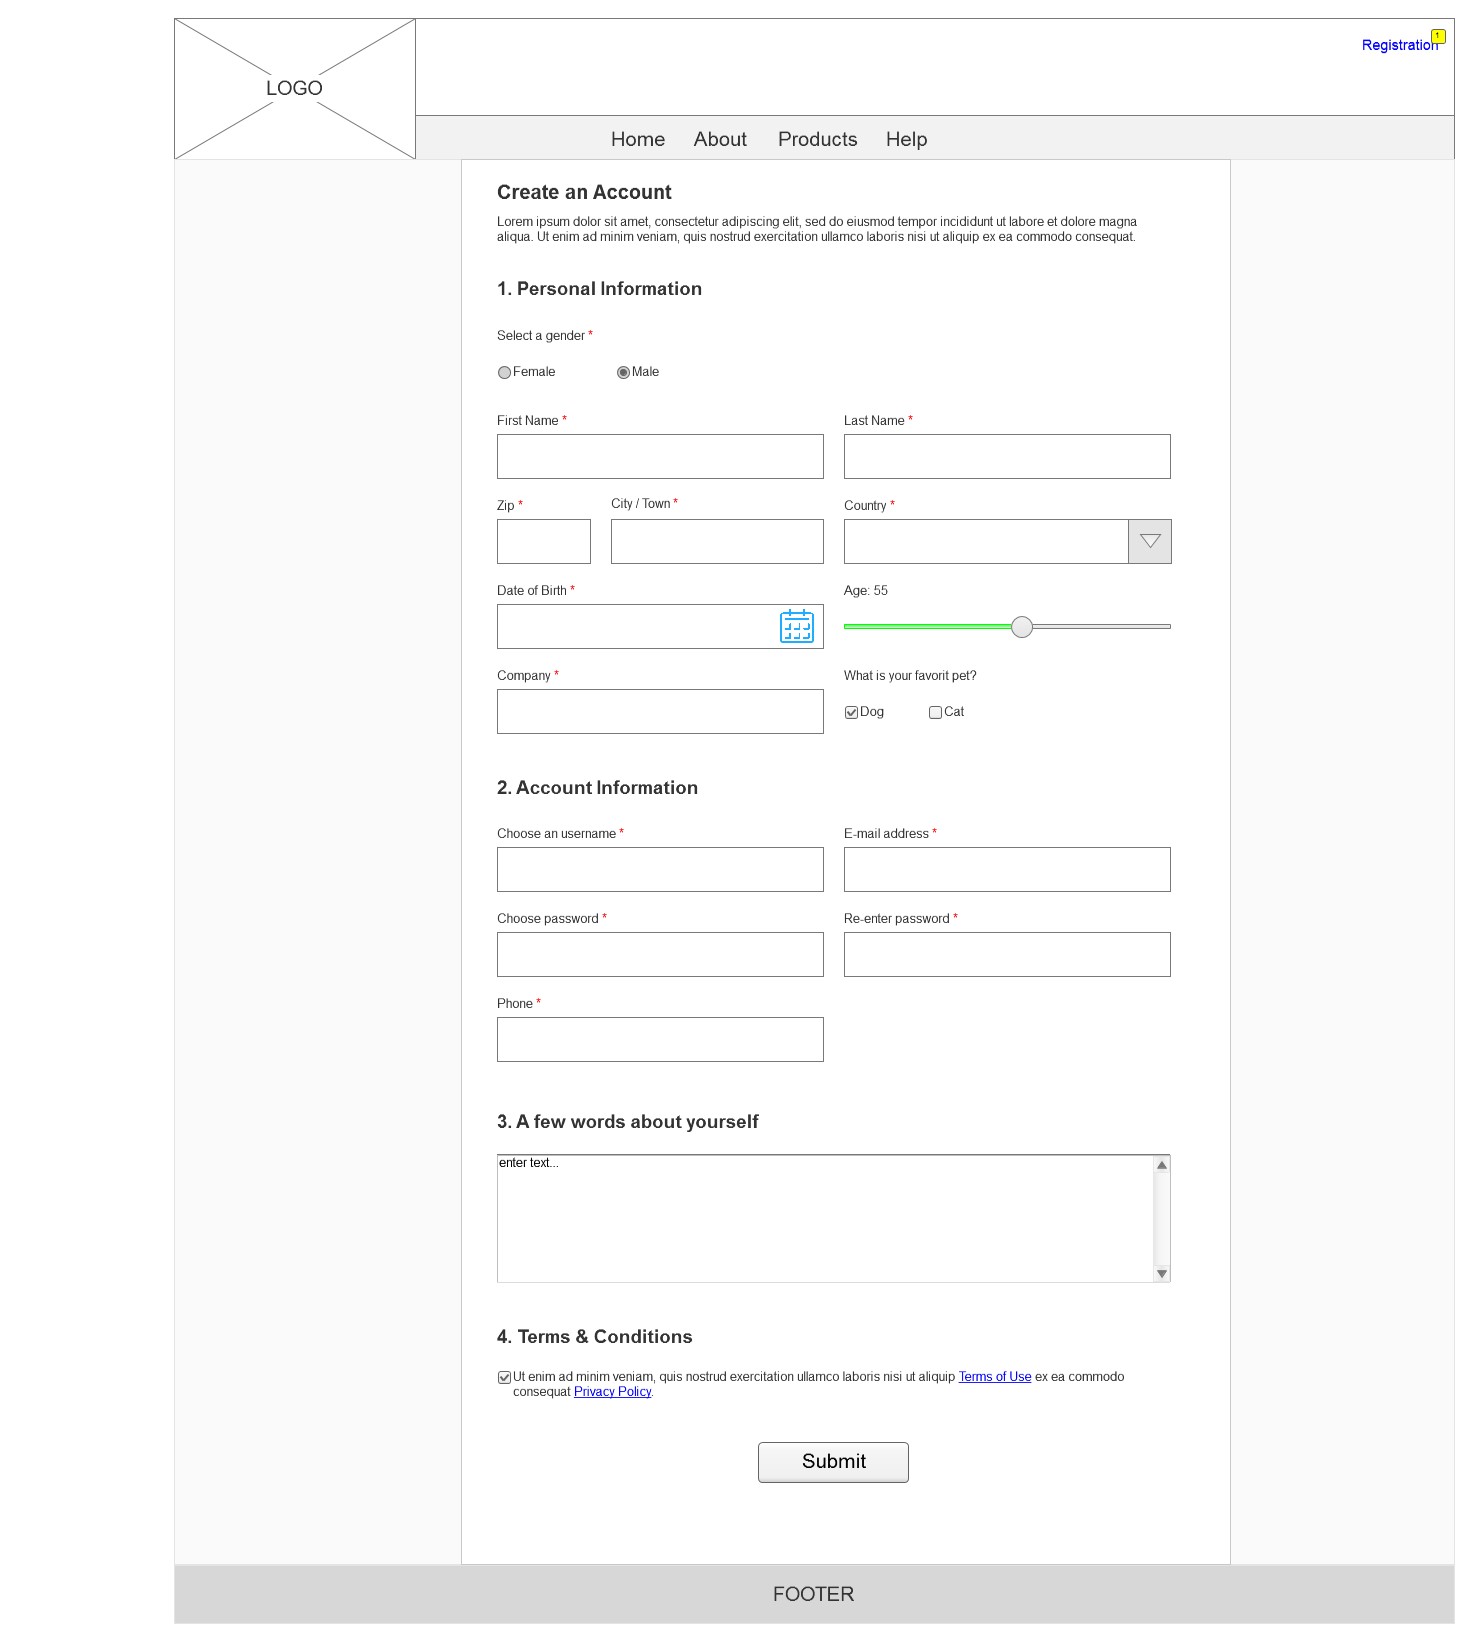 LOGO
Registration
1
Home About Products Help
Create an Account
Lorem ipsum dolor sit amet, consectetur adipiscing elit, sed do eiusmod tempor incididunt ut labore et dolore magna
aliqua. Ut enim ad minim veniam, quis nostrud exercitation ullamco laboris nisi ut aliquip ex ea commodo consequat.
1. Personal Information
Select a gender *
Female Male
First Name * Last Name *
Zip * City / Town * Country *
Date of Birth * Age: 55
Company * What is your favorit pet?
Dog Cat
2. Account Information
Choose an username * E-mail address *
Choose password * Re-enter password *
Phone *
3. A few words about yourself
enter text...
4. Terms & Conditions
Ut enim ad minim veniam, quis nostrud exercitation ullamco laboris nisi ut aliquip Terms of Use ex ea commodo
consequat Privacy Policy.
Submit
FOOTER